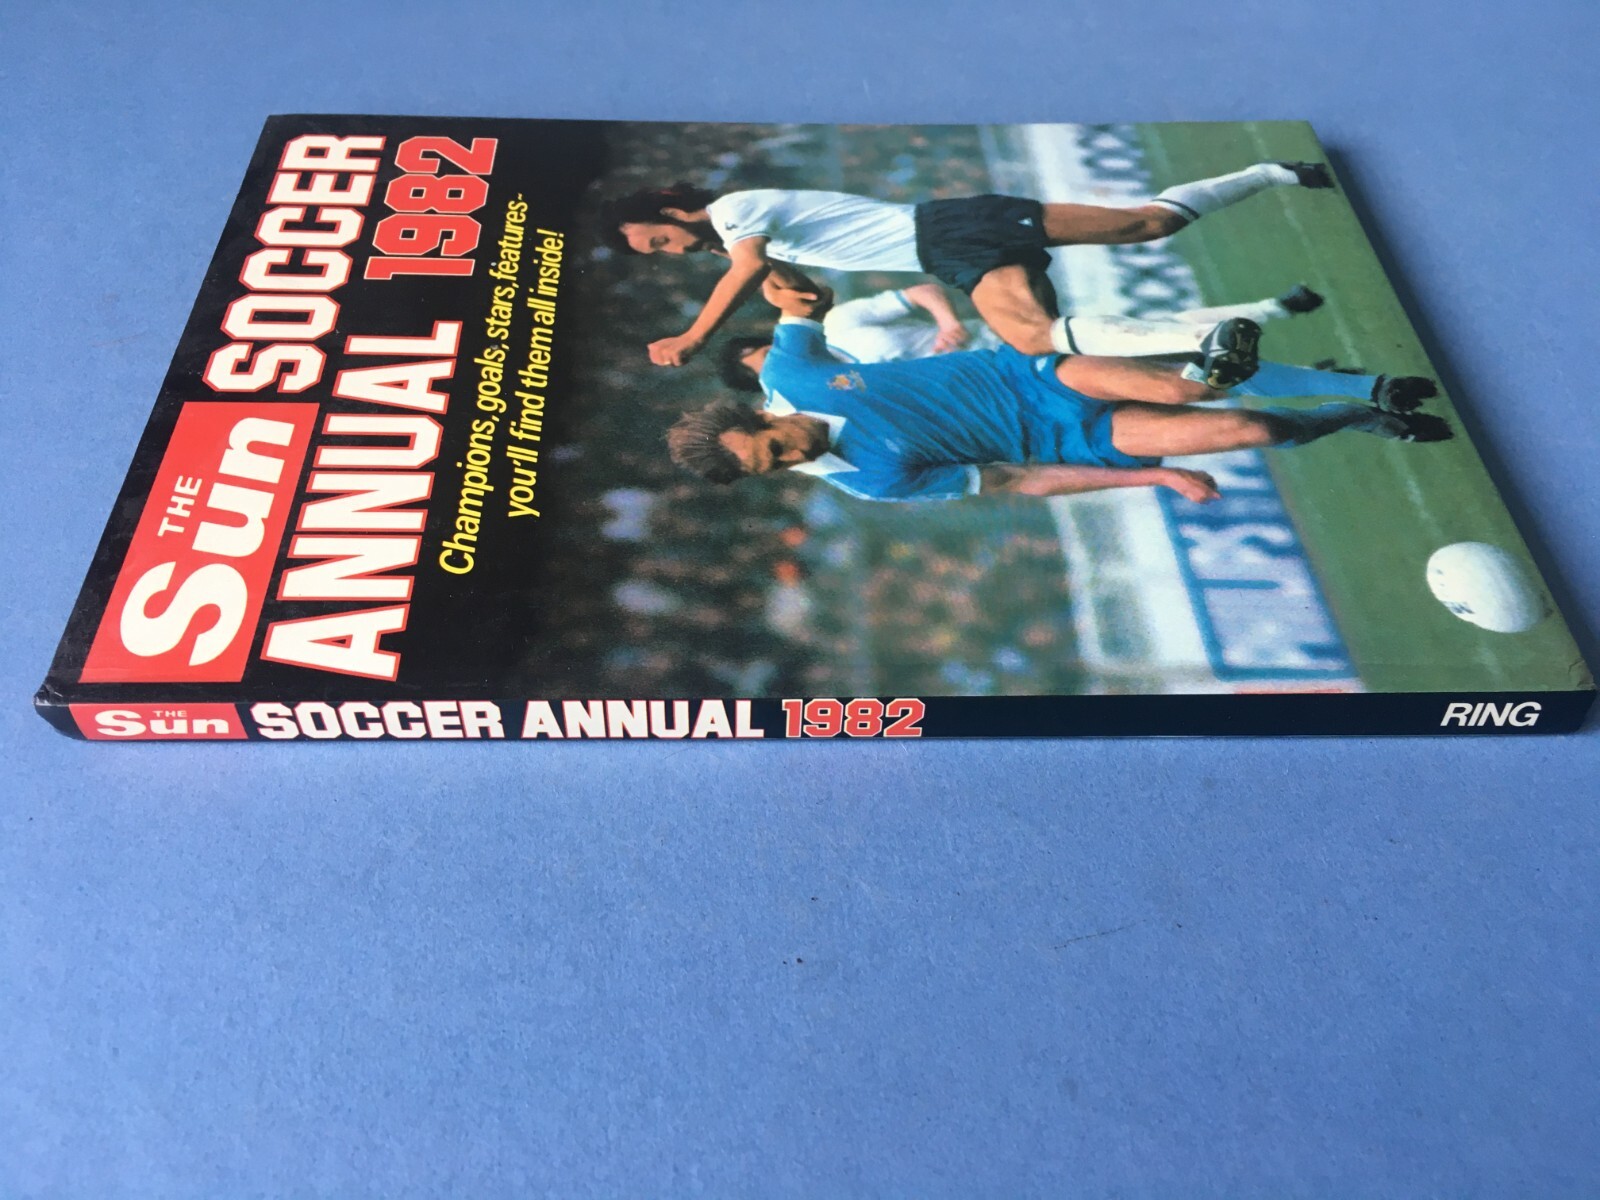 THE
Sun SOCCER
ANNUAL 1982
Champions, goals, stars, features-
you'll find them all inside!
THE
Sun SOCCER ANNUAL 1982 RING